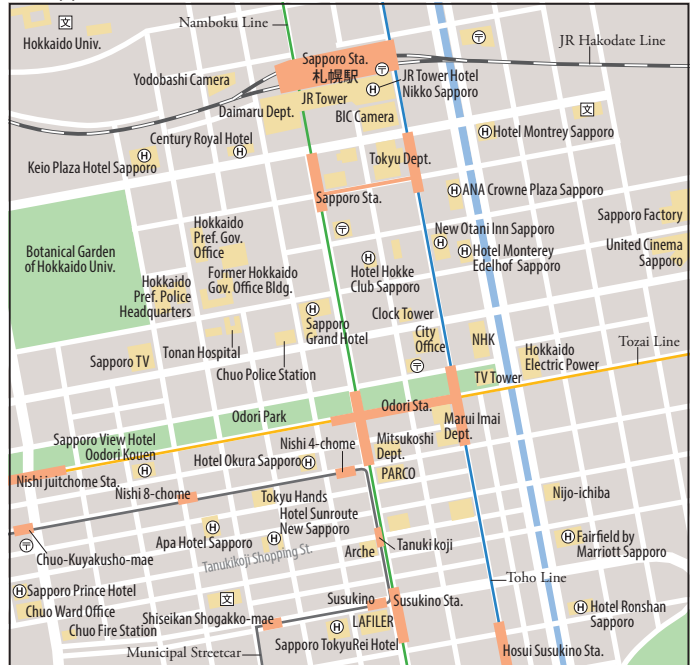 Namboku Line
文
Hokkaido Univ.
〒
JR Hakodate Line
Sapporo Sta.
札幌駅
〒
Yodobashi Camera
H
JR Tower Hotel
Nikko Sapporo
JR Tower
Daimaru Dept.
BIC Camera
文
Century Royal Hotel
H
H Hotel Montrey Sapporo
H
Keio Plaza Hotel Sapporo
Tokyu Dept.
H ANA Crowne Plaza Sapporo
Sapporo Sta.
Sapporo Factory
Hokkaido
Pref. Gov.
Office
〒
New Otani Inn Sapporo
H
United Cinema
Sapporo
Botanical Garden
of Hokkaido Univ.
H Hotel Monterey
Edelhof Sapporo
H
Hotel Hokke
Club Sapporo
Former Hokkaido
Gov. Office Bldg.
Hokkaido
Pref. Police
Headquarters
H
Sapporo
Grand Hotel
Clock Tower
City
Office
NHK
Tozai Line
Tonan Hospital
Sapporo TV
Chuo Police Station
Hokkaido
Electric Power
〒
TV Tower
Odori Park
Odori Sta.
Marui Imai
Dept.
Sapporo View Hotel
Oodori Kouen
H
Nishi 4-chome
Mitsukoshi
Dept.
Hotel Okura Sapporo H
PARCO
Nishi juitchome Sta.
Nishi 8-chome
Tokyu Hands
Nijo-ichiba
Hotel Sunroute
New Sapporo
H
H
Apa Hotel Sapporo
H Fairfield by
Marriott Sapporo
〒
Chuo-Kuyakusho-mae
Tanukikoji Shopping St.
Arche
Tanuki koji
Toho Line
H Sapporo Prince Hotel
Chuo Ward Office
文
Shiseikan Shogakko-mae
Susukino
Susukino Sta.
H Hotel Ronshan
Sapporo
Chuo Fire Station
LAFILER
H
Sapporo TokyuRei Hotel
Municipal Streetcar
Hosui Susukino Sta.